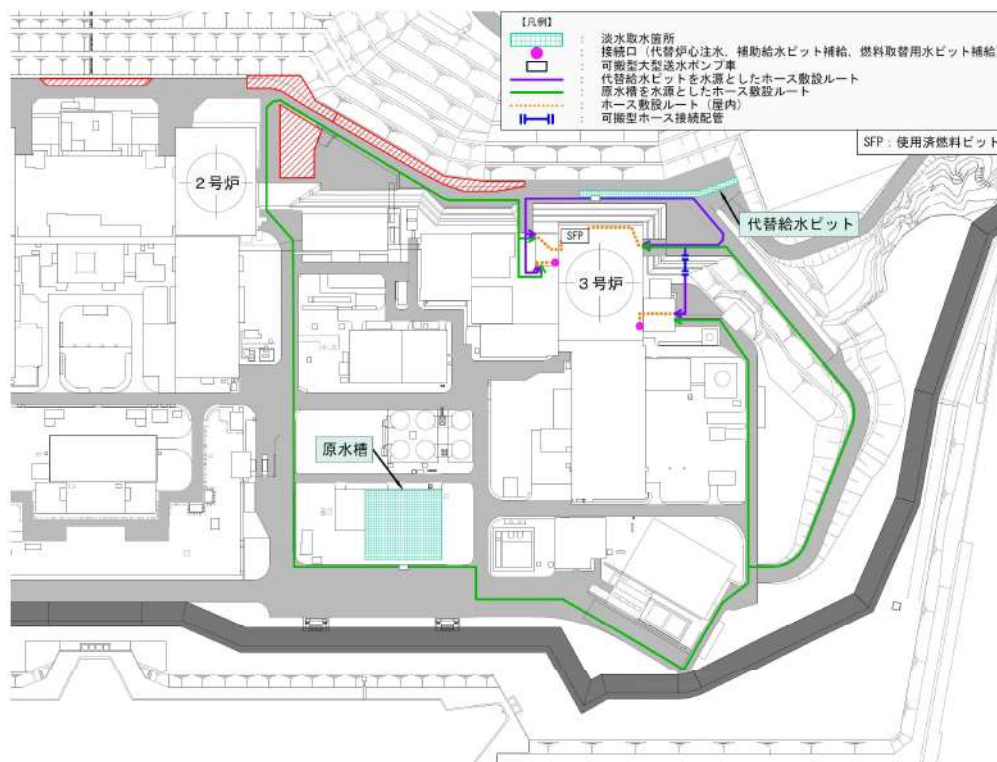 【凡例】
： 淡水取水箇所
： 接続口（代替炉心注水，補助給水ピット補給，燃料取替用水ピット補給
： 可搬型大型送水ポンプ車
： 代替給水ピットを水源としたホース敷設ルート
： 原水槽を水源としたホース敷設ルート
： ホース敷設ルート（屋内）
： 可搬型ホース接続配管
SFP：使用済燃料ピット
２号炉
代替給水ピット
SFP
３号炉
原水槽